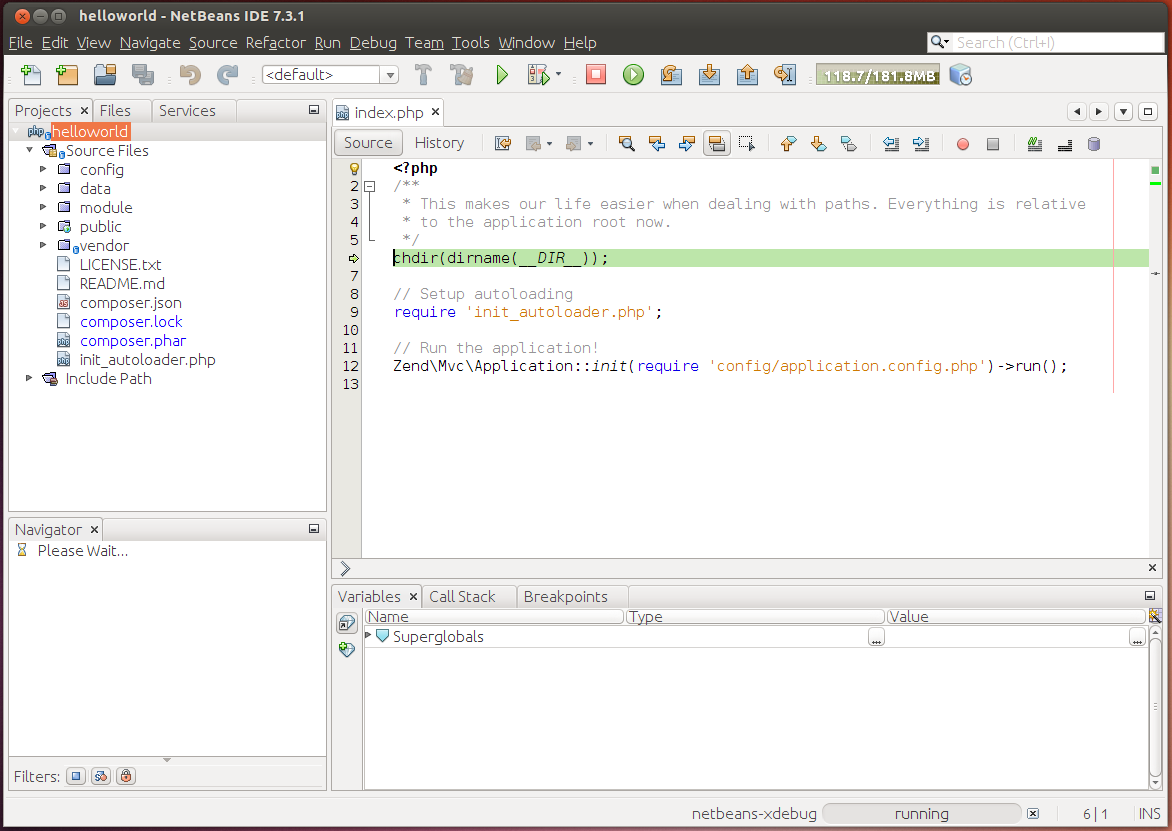 helloworld - NetBeans IDE 7.3.1
File Edit View Navigate Source Refactor Run Debug Team Tools Window Help
Search (Ctrl+I)
<default>
118.7/181.8MB
Projects Files Services
php helloworld
Source Files
config
data
module
public
vendor
LICENSE.txt
README.md
composer.json
composer.lock
composer.phar
init_autoloader.php
Include Path
Navigator
Please Wait...
Filters:
index.php
Source History
<?php
2 /**
3 * This makes our life easier when dealing with paths. Everything is relative
4 * to the application root now.
5 */
chdir(dirname(__DIR__));
7
8 // Setup autoloading
9 require 'init_autoloader.php';
10
11 // Run the application!
12 Zend\Mvc\Application::init(require 'config/application.config.php')->run();
13
Variables Call Stack Breakpoints
Name Type Value
Superglobals ... ...
netbeans-xdebug running 6|1 INS